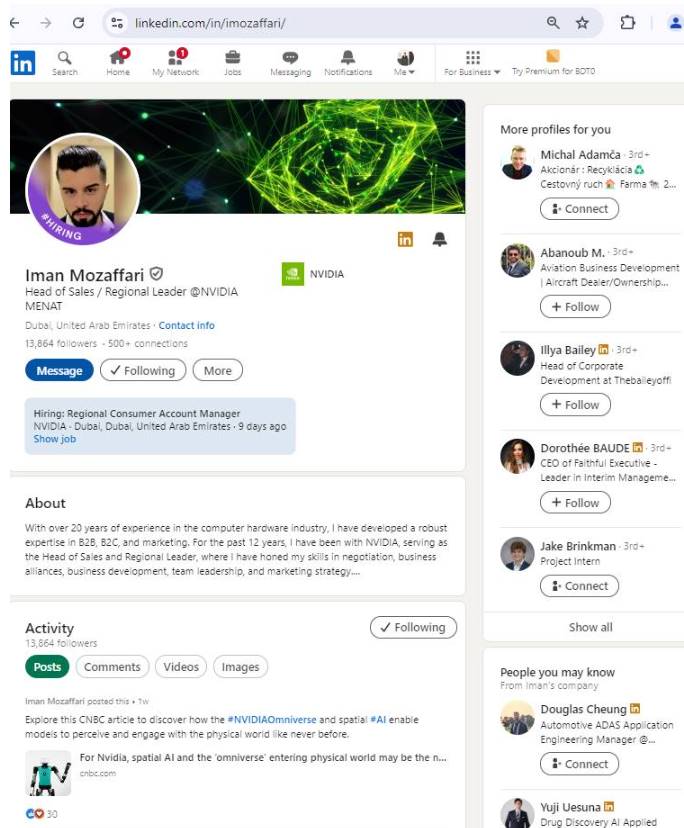 linkedin.com/in/imozaffari/
in
Search
Home
My Network
1
Jobs
Messaging
Notifications
Me
For Business
Try Premium for BDT0
#HIRING
in
Iman Mozaffari
NVIDIA
Head of Sales / Regional Leader @NVIDIA
MENAT
Dubai, United Arab Emirates · Contact info
13,864 followers · 500+ connections
Message
Following
More
Hiring: Regional Consumer Account Manager
NVIDIA - Dubai, Dubai, United Arab Emirates · 9 days ago
Show job
About
With over 20 years of experience in the computer hardware industry, I have developed a robust
expertise in B2B, B2C, and marketing. For the past 12 years, I have been with NVIDIA, serving as
the Head of Sales and Regional Leader, where I have honed my skills in negotiation, business
alliances, business development, team leadership, and marketing strategy....
Activity
13,864 followers
Following
Posts
Comments
Videos
Images
Iman Mozaffari posted this • 1w
Explore this CNBC article to discover how the #NVIDIAOmniverse and spatial #AI enable
models to perceive and engage with the physical world like never before.
For Nvidia, spatial AI and the 'omniverse' entering physical world may be the n...
cnbc.com
30
More profiles for you
Michal Adamča · 3rd+
Akcionár : Recyklácia
Cestovný ruch Farma 2...
Connect
Abanoub M. · 3rd+
Aviation Business Development
| Aircraft Dealer/Ownership...
+ Follow
Illya Bailey in · 3rd+
Head of Corporate
Development at Thebaileyoffi
+ Follow
Dorothée BAUDE in · 3rd+
CEO of Faithful Executive -
Leader in Interim Manageme...
+ Follow
Jake Brinkman · 3rd+
Project Intern
Connect
Show all
People you may know
From Iman's company
Douglas Cheung in
Automotive ADAS Application
Engineering Manager @...
Connect
Yuji Uesuna in
Drug Discovery AI Applied